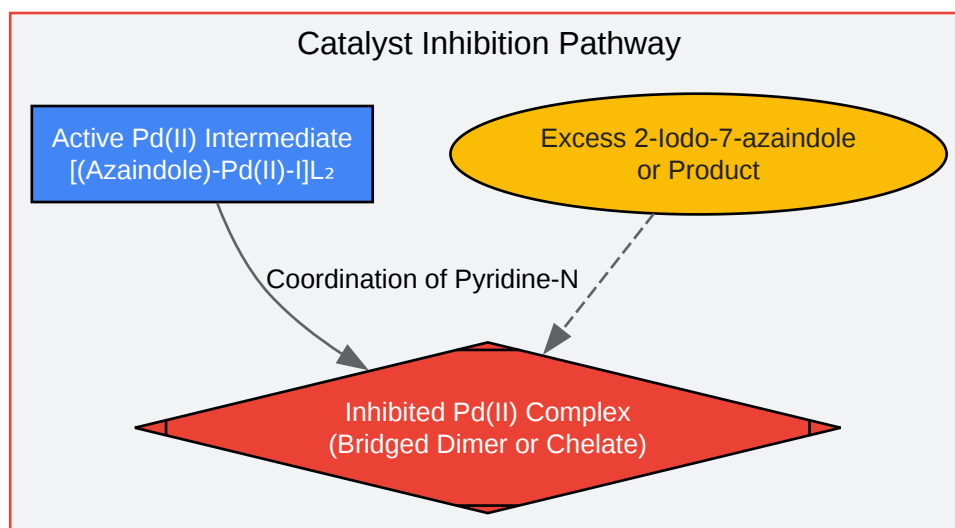 Catalyst Inhibition Pathway
Active Pd(II) Intermediate
[(Azaindole)-Pd(II)-I]L₂
Excess 2-Iodo-7-azaindole
or Product
Coordination of Pyridine-N
Inhibited Pd(II) Complex
(Bridged Dimer or Chelate)